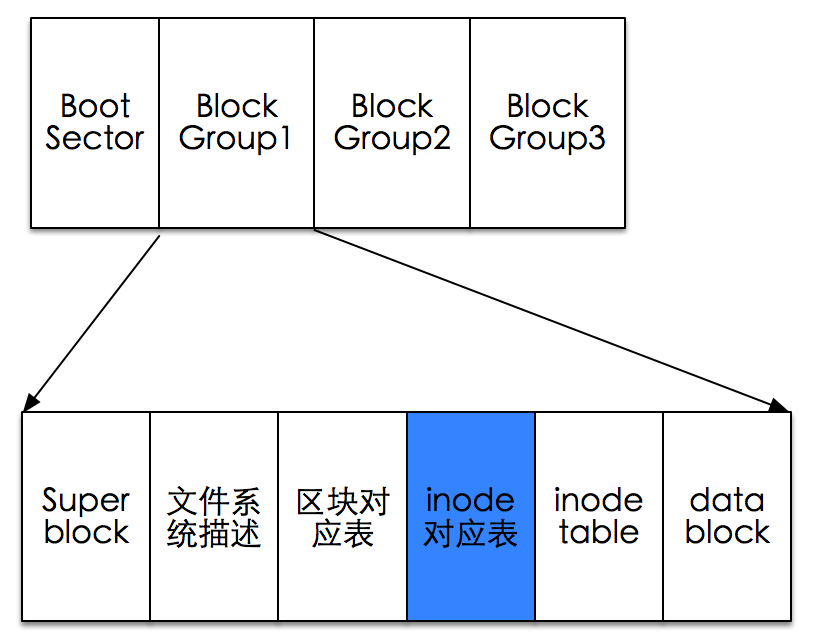 Boot
Sector
Block
Group1
Block
Group2
Block
Group3
Super
block
文件系
统描述
区块对
应表
inode
对应表
inode
table
data
block